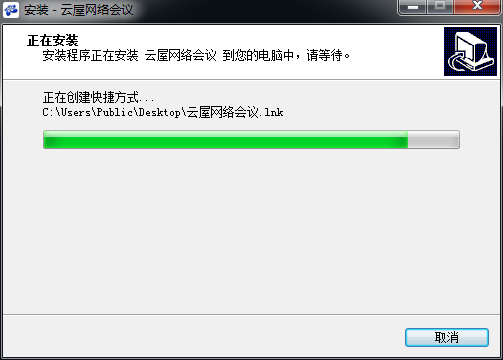 安装 - 云屋网络会议
正在安装
安装程序正在安装 云屋网络会议 到您的电脑中，请等待。
正在创建快捷方式...
C:\Users\Public\Desktop\云屋网络会议.lnk
取消